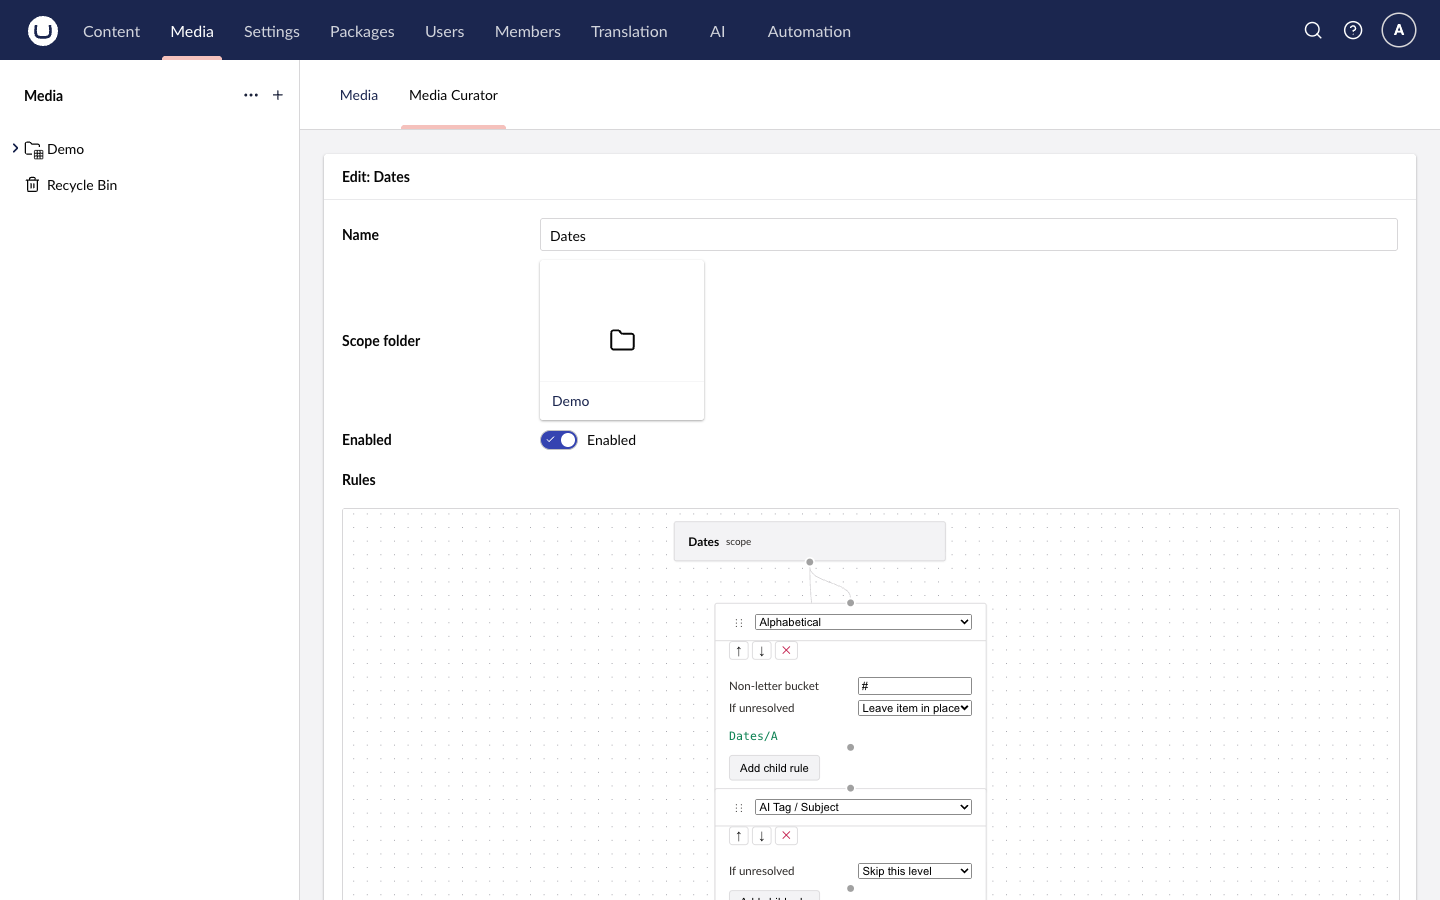 Content Media Settings Packages Users Members Translation AI Automation A
Media
Demo
Recycle Bin
Media Media Curator
Edit: Dates
Name Dates
Scope folder
Demo
Enabled Enabled
Rules
Dates scope
Alphabetical
↑ ↓ ×
Non-letter bucket #
If unresolved Leave item in place
Dates/A
Add child rule
AI Tag / Subject
↑ ↓ ×
If unresolved Skip this level